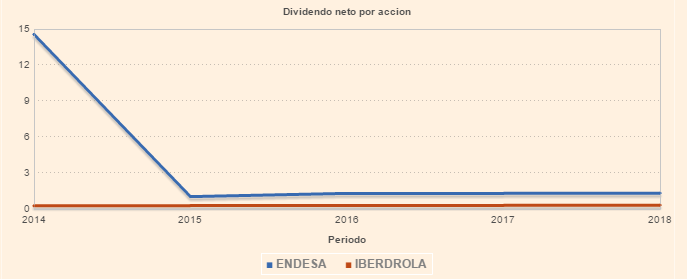 Dividendo neto por accion
15
12
9
6
3
0
2014 2015 2016 2017 2018
Periodo
ENDESA IBERDROLA